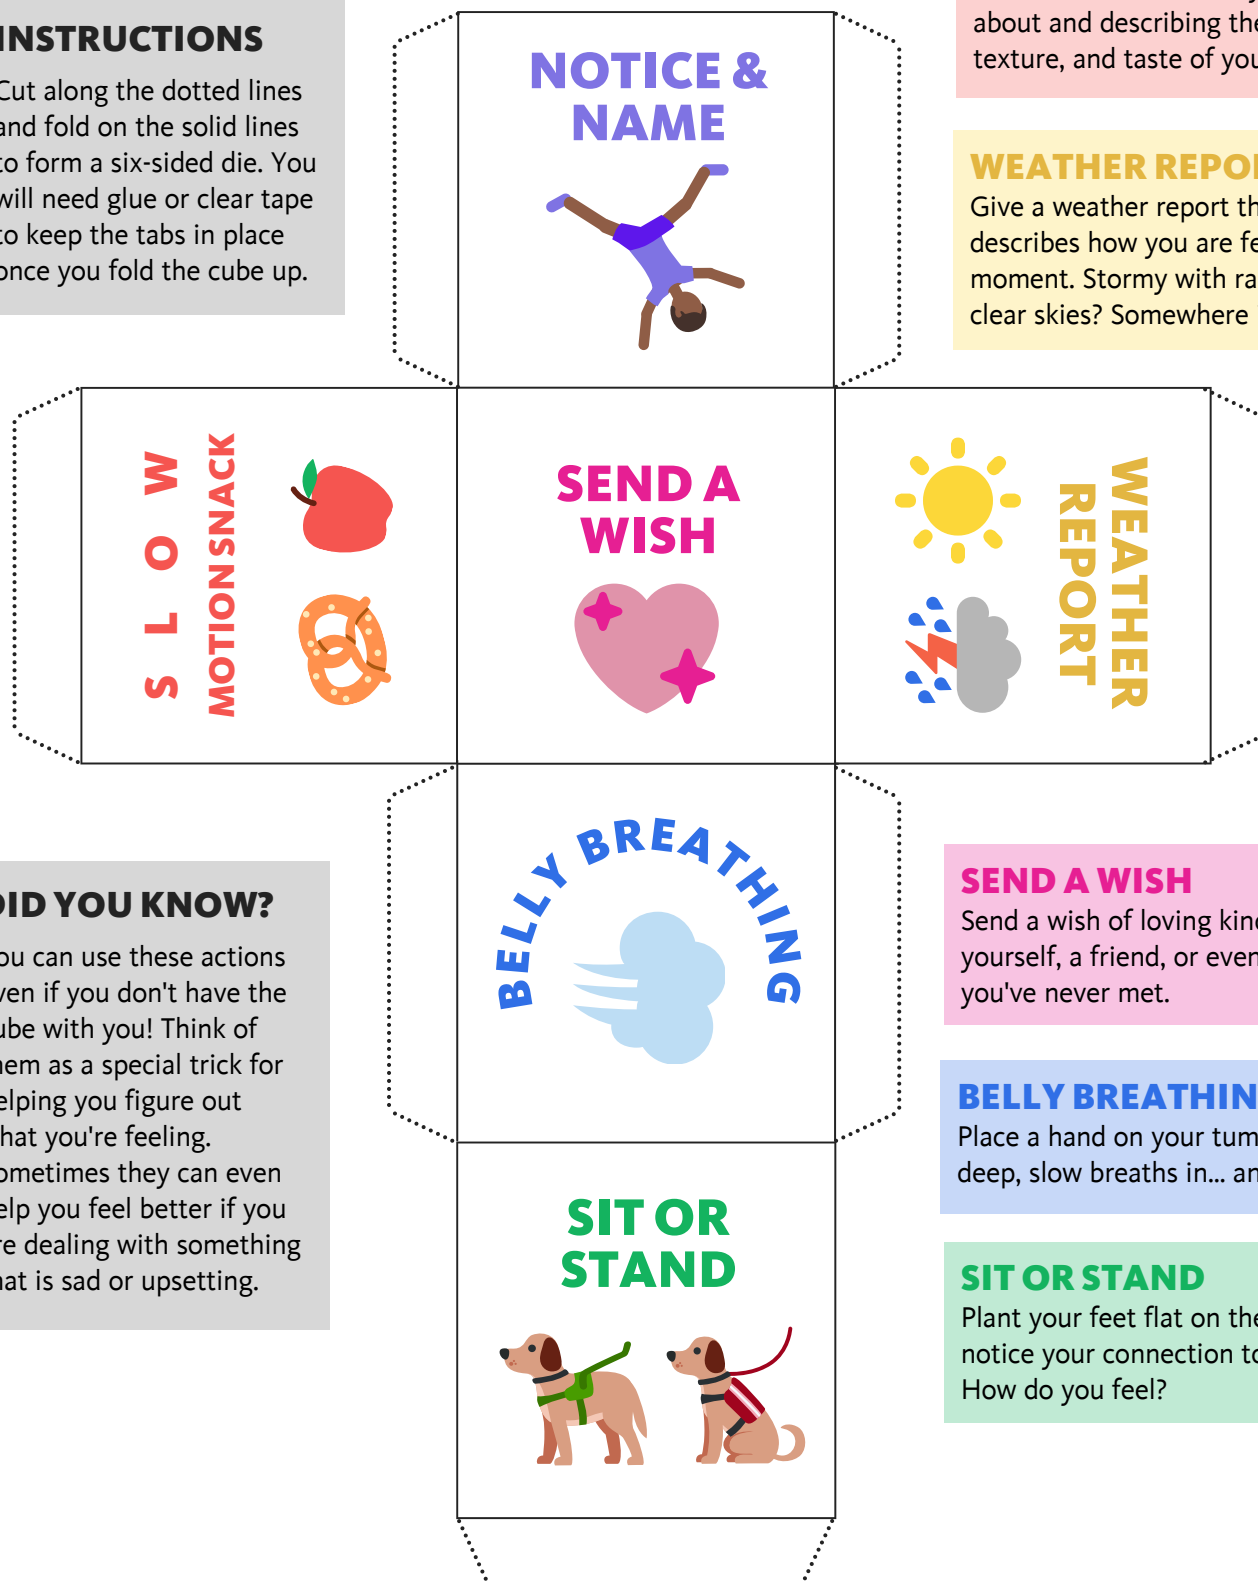 INSTRUCTIONS
Cut along the dotted lines
and fold on the solid lines
to form a six-sided die. You
will need glue or clear tape
to keep the tabs in place
once you fold the cube up.
NOTICE &
NAME
about and describing the
texture, and taste of you
WEATHER REPO
Give a weather report th
describes how you are fe
moment. Stormy with ra
clear skies? Somewhere
SLOW
MOTION SNACK
SEND A
WISH
WEATHER
REPORT
DID YOU KNOW?
ou can use these actions
ven if you don't have the
ube with you! Think of
hem as a special trick for
elping you figure out
hat you're feeling.
ometimes they can even
elp you feel better if you
re dealing with something
hat is sad or upsetting.
BELLY BREATHING
SEND A WISH
Send a wish of loving kin
yourself, a friend, or even
you've never met.
BELLY BREATHIN
Place a hand on your tum
deep, slow breaths in... an
SIT OR
STAND
SIT OR STAND
Plant your feet flat on the
notice your connection to
How do you feel?